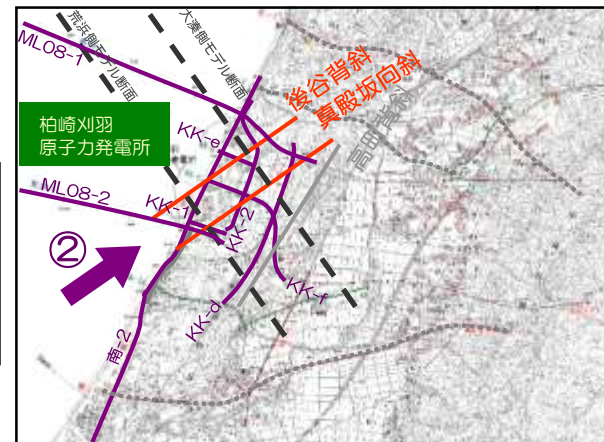 荒浜側モデル断面
大湊側モデル断面
ML08-1
後谷背斜
真殿坂向斜
高田背斜
柏崎刈羽
原子力発電所
KK-e
ML08-2
KK-1
KK-2
②
KK-d
KK-f
南-2